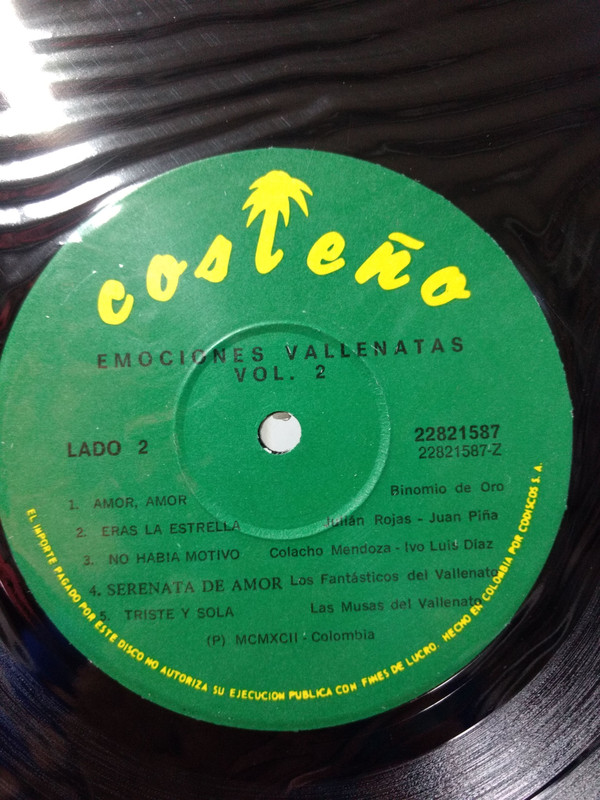 costeño
EMOCIONES VALLENATAS
VOL. 2
LADO 2
22821587
22821587-Z
1. AMOR, AMOR Binomio de Oro
2. ERAS LA ESTRELLA Julián Rojas - Juan Piña
3. NO HABIA MOTIVO Colacho Mendoza - Ivo Luis Díaz
4. SERENATA DE AMOR Los Fantásticos del Vallenato
5. TRISTE Y SOLA Las Musas del Vallenato
(P) MCMXCII - Colombia
EL IMPORTE PAGADO POR ESTE DISCO NO AUTORIZA SU EJECUCION PUBLICA CON FINES DE LUCRO. HECHO EN COLOMBIA POR CODISCOS S. A.